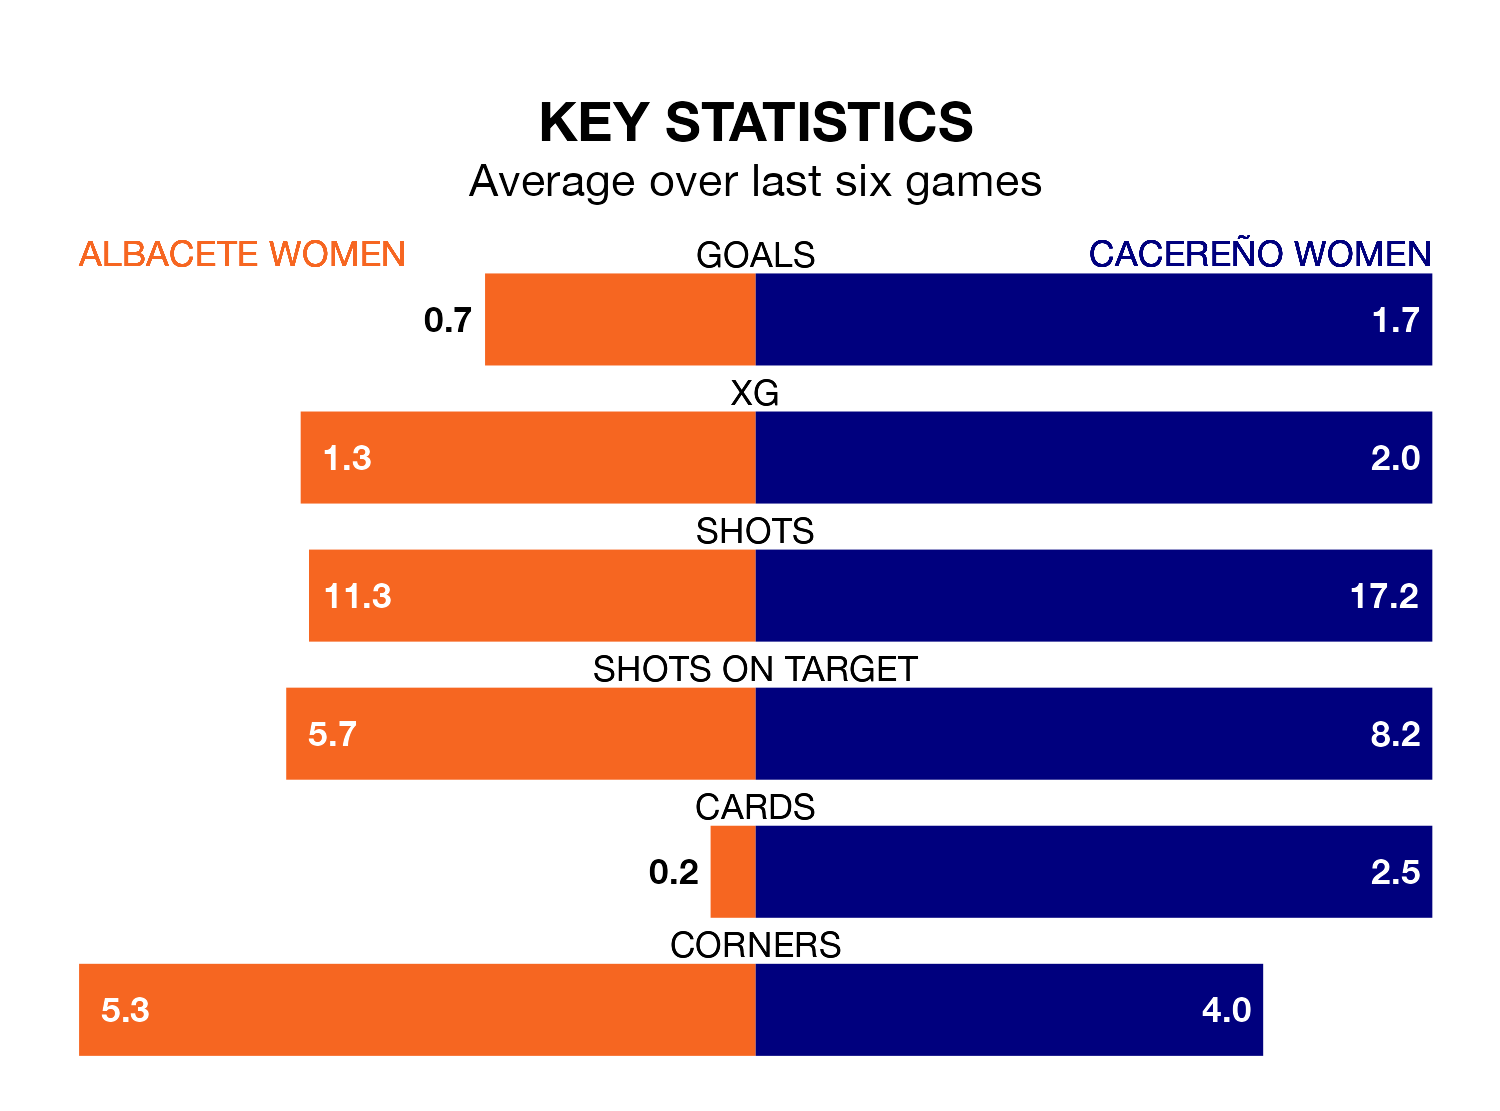 KEY STATISTICS
Average over last six games
ALBACETE WOMEN GOALS CACEREÑO WOMEN
0.7 1.7
XG
1.3 2.0
SHOTS
11.3 17.2
SHOTS ON TARGET
5.7 8.2
CARDS
0.2 2.5
CORNERS
5.3 4.0